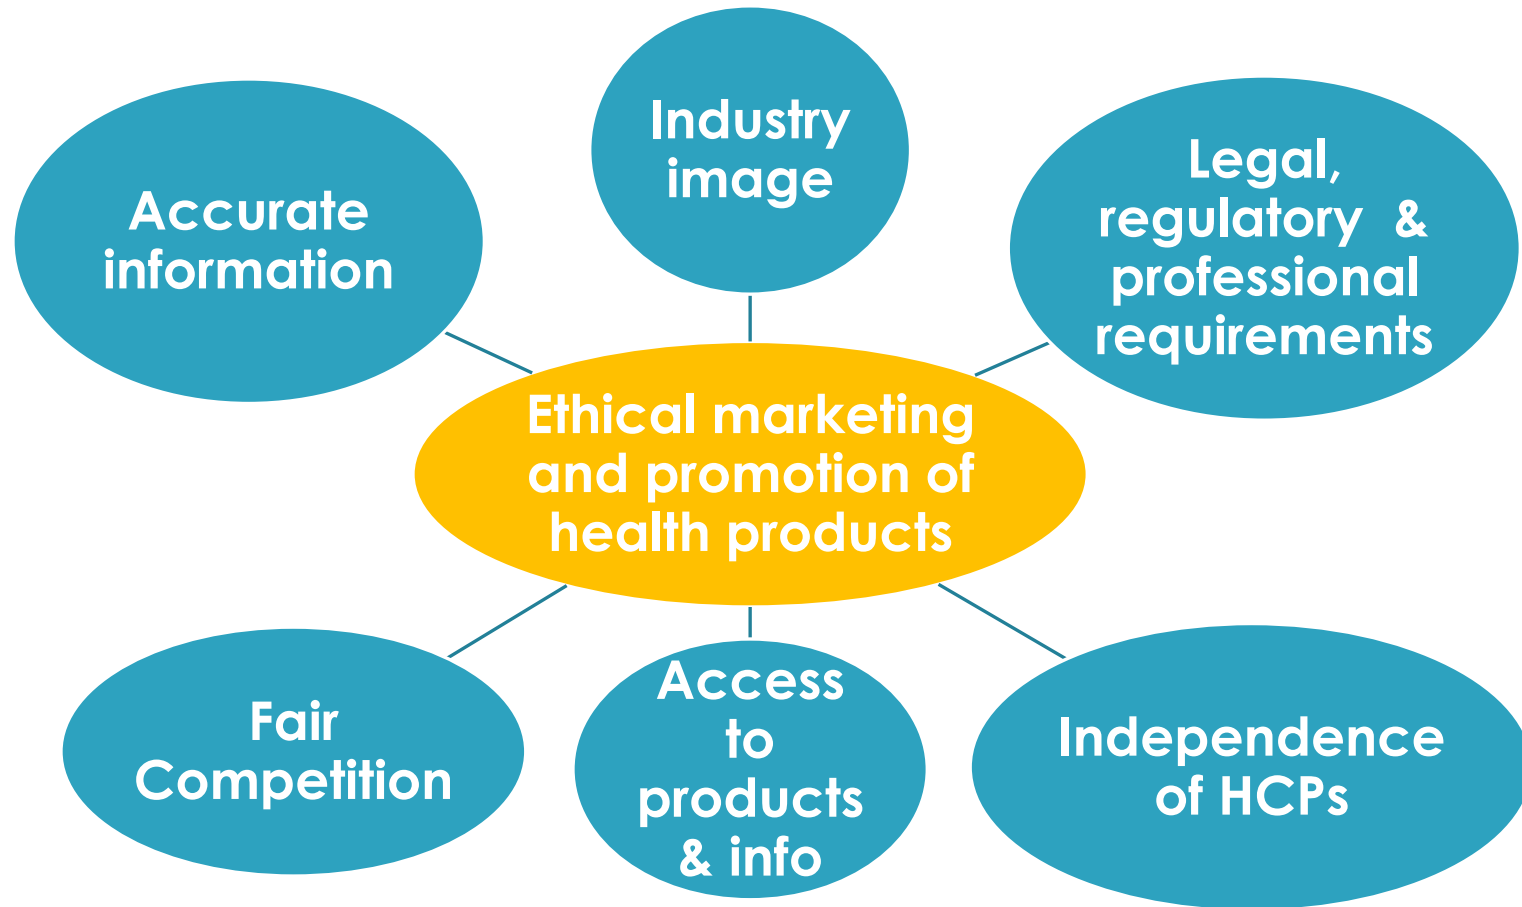 Industry
image
Accurate
information
Legal,
regulatory & 
professional
requirements
Ethical marketing
and promotion of
health products
Fair
Competition
Access
to
products
& info
Independence
of HCPs